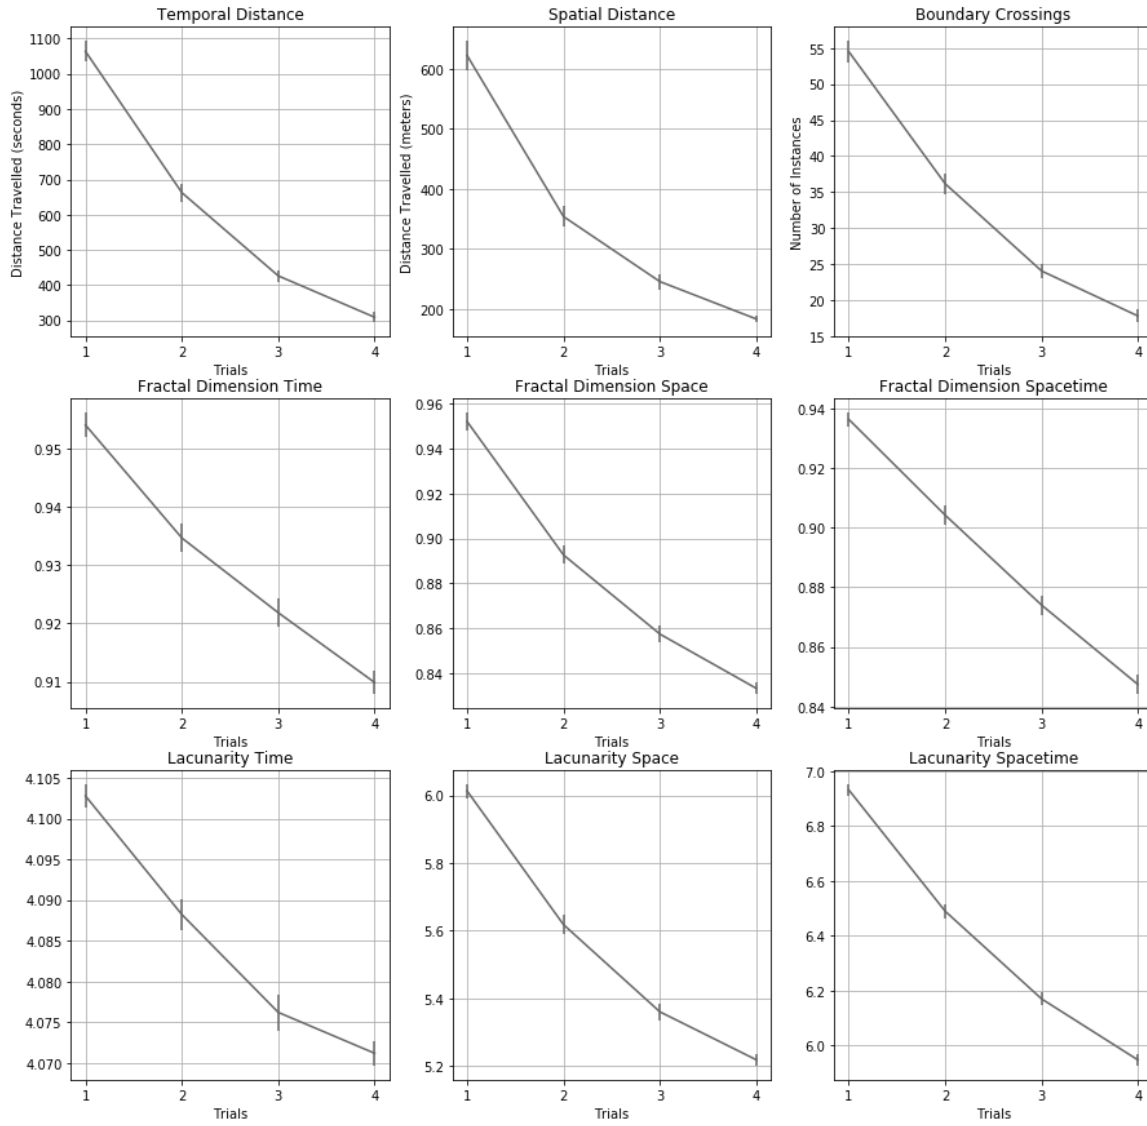 Temporal Distance
Distance Travelled (seconds)
1100
1000
900
800
700
600
500
400
300
1 2 3 4
Trials
Spatial Distance
Distance Travelled (meters)
600
500
400
300
200
1 2 3 4
Trials
Boundary Crossings
Number of Instances
55
50
45
40
35
30
25
20
15
1 2 3 4
Trials
Fractal Dimension Time
0.95
0.94
0.93
0.92
0.91
1 2 3 4
Trials
Fractal Dimension Space
0.96
0.94
0.92
0.90
0.88
0.86
0.84
1 2 3 4
Trials
Fractal Dimension Spacetime
0.94
0.92
0.90
0.88
0.86
0.84
1 2 3 4
Trials
Lacunarity Time
4.105
4.100
4.095
4.090
4.085
4.080
4.075
4.070
1 2 3 4
Trials
Lacunarity Space
6.0
5.8
5.6
5.4
5.2
1 2 3 4
Trials
Lacunarity Spacetime
7.0
6.8
6.6
6.4
6.2
6.0
1 2 3 4
Trials